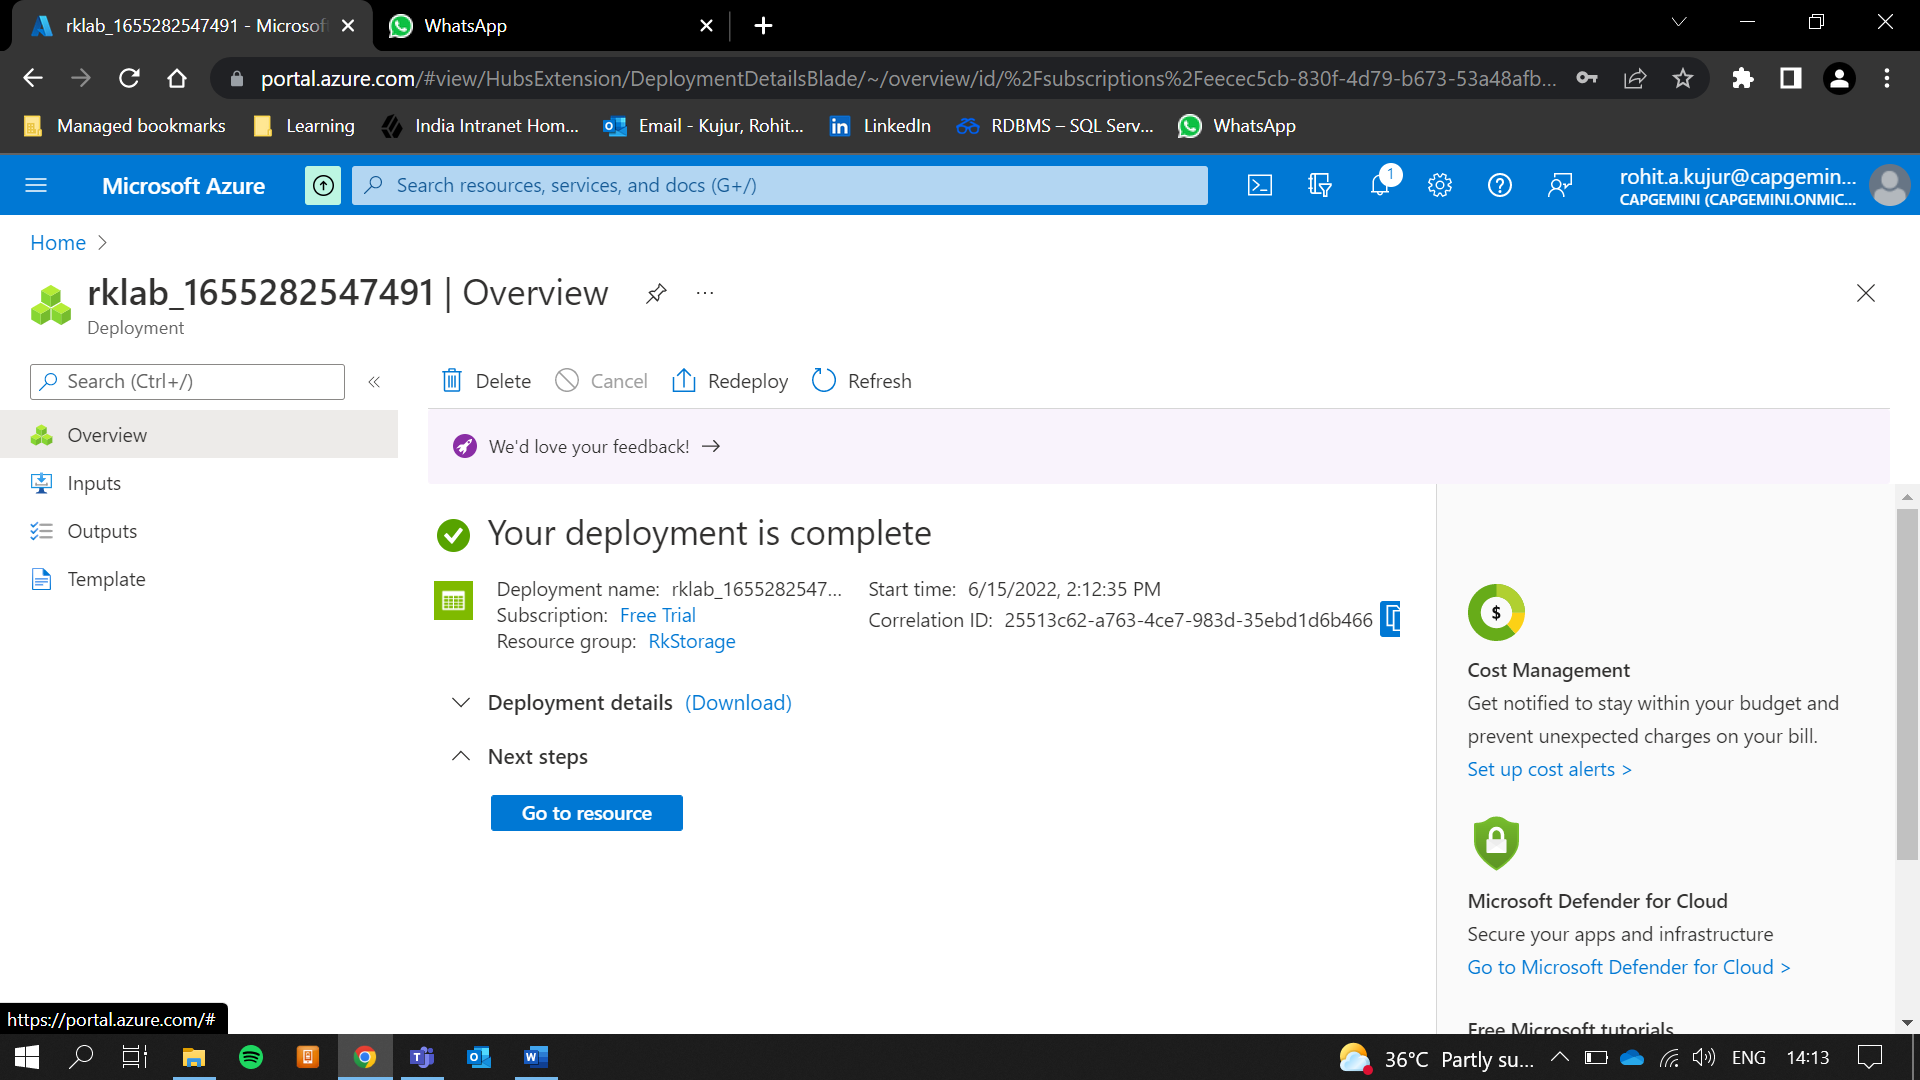 rklab_1655282547491 - Microsof
WhatsApp
portal.azure.com/#view/HubsExtension/DeploymentDetailsBlade/~/overview/id/%2Fsubscriptions%2Feecec5cb-830f-4d79-b673-53a48afb...
Managed bookmarks
Learning
India Intranet Hom...
Email - Kujur, Rohit...
LinkedIn
RDBMS – SQL Serv...
WhatsApp
Microsoft Azure
Search resources, services, and docs (G+/)
1
rohit.a.kujur@capgemin...
CAPGEMINI (CAPGEMINI.ONMIC...
Home
rklab_1655282547491 | Overview
...
Deployment
Search (Ctrl+/)
«
Delete
Cancel
Redeploy
Refresh
Overview
Inputs
Outputs
Template
We'd love your feedback! →
Your deployment is complete
Deployment name: rklab_1655282547...
Subscription: Free Trial
Resource group: RkStorage
Start time: 6/15/2022, 2:12:35 PM
Correlation ID: 25513c62-a763-4ce7-983d-35ebd1d6b466
Deployment details (Download)
Next steps
Go to resource
$
Cost Management
Get notified to stay within your budget and
prevent unexpected charges on your bill.
Set up cost alerts >
Microsoft Defender for Cloud
Secure your apps and infrastructure
Go to Microsoft Defender for Cloud >
Free Microsoft tutorials
https://portal.azure.com/#
36°C Partly su...
ENG
14:13